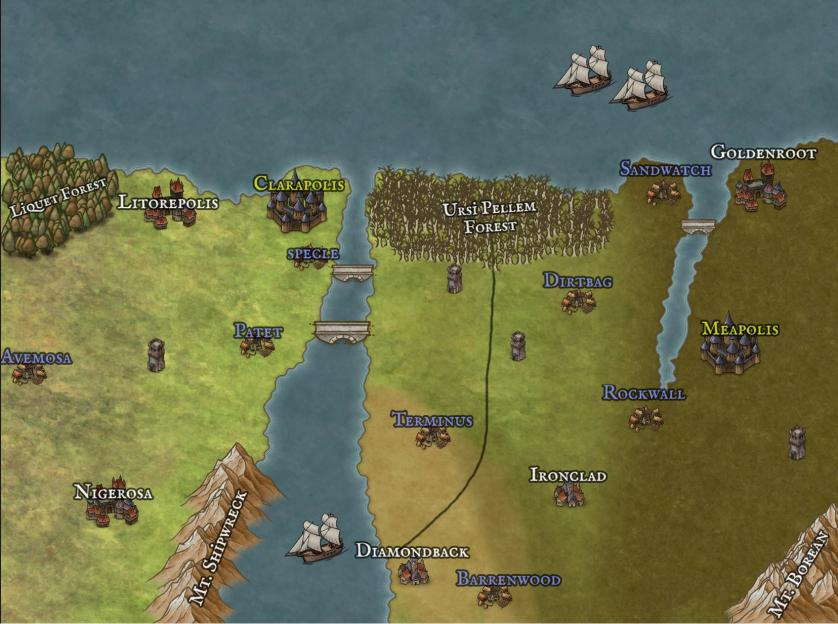 Goldenroot
Sandwatch
Clarapolis
Liquet Forest
Litorepolis
Ursi Pellem
Forest
specle
Dirtbag
Patet
Meapolis
Avemosa
Rockwall
Terminus
Ironclad
Nigerosa
Mt. Shipwreck
Diamondback
Mt. Borean
Barrenwood